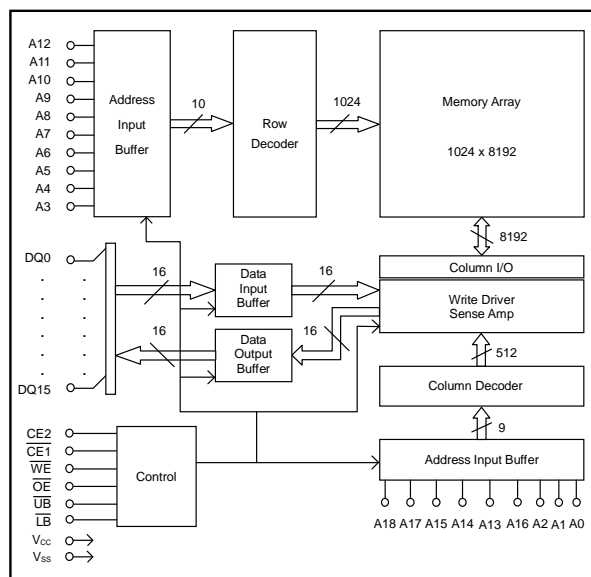 A12
A11
A10
A9
A8
A7
A6
A5
A4
A3
Address
Input
Buffer
10
Row
Decoder
1024
Memory Array
1024 x 8192
8192
DQ0
DQ15
16
Data
Input
Buffer
16
Column I/O
Write Driver
Sense Amp
16
Data
Output
Buffer
16
512
Column Decoder
9
Address Input Buffer
CE2
CE1
WE
OE
UB
LB
Control
VCC
VSS
A18 A17 A15 A14 A13 A16 A2 A1 A0